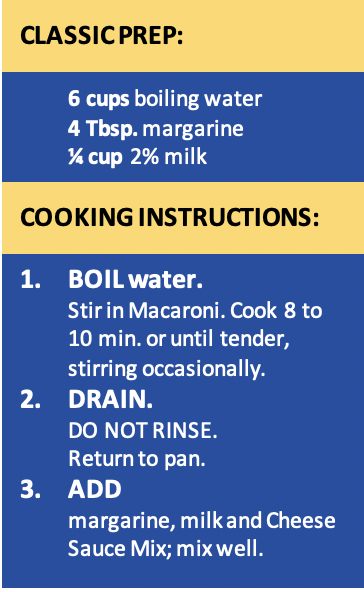 CLASSIC PREP:
6 cups boiling water
4 Tbsp. margarine
¼ cup 2% milk
COOKING INSTRUCTIONS:
1. BOIL water.
Stir in Macaroni. Cook 8 to
10 min. or until tender,
stirring occasionally.
2. DRAIN.
DO NOT RINSE.
Return to pan.
3. ADD
margarine, milk and Cheese
Sauce Mix; mix well.